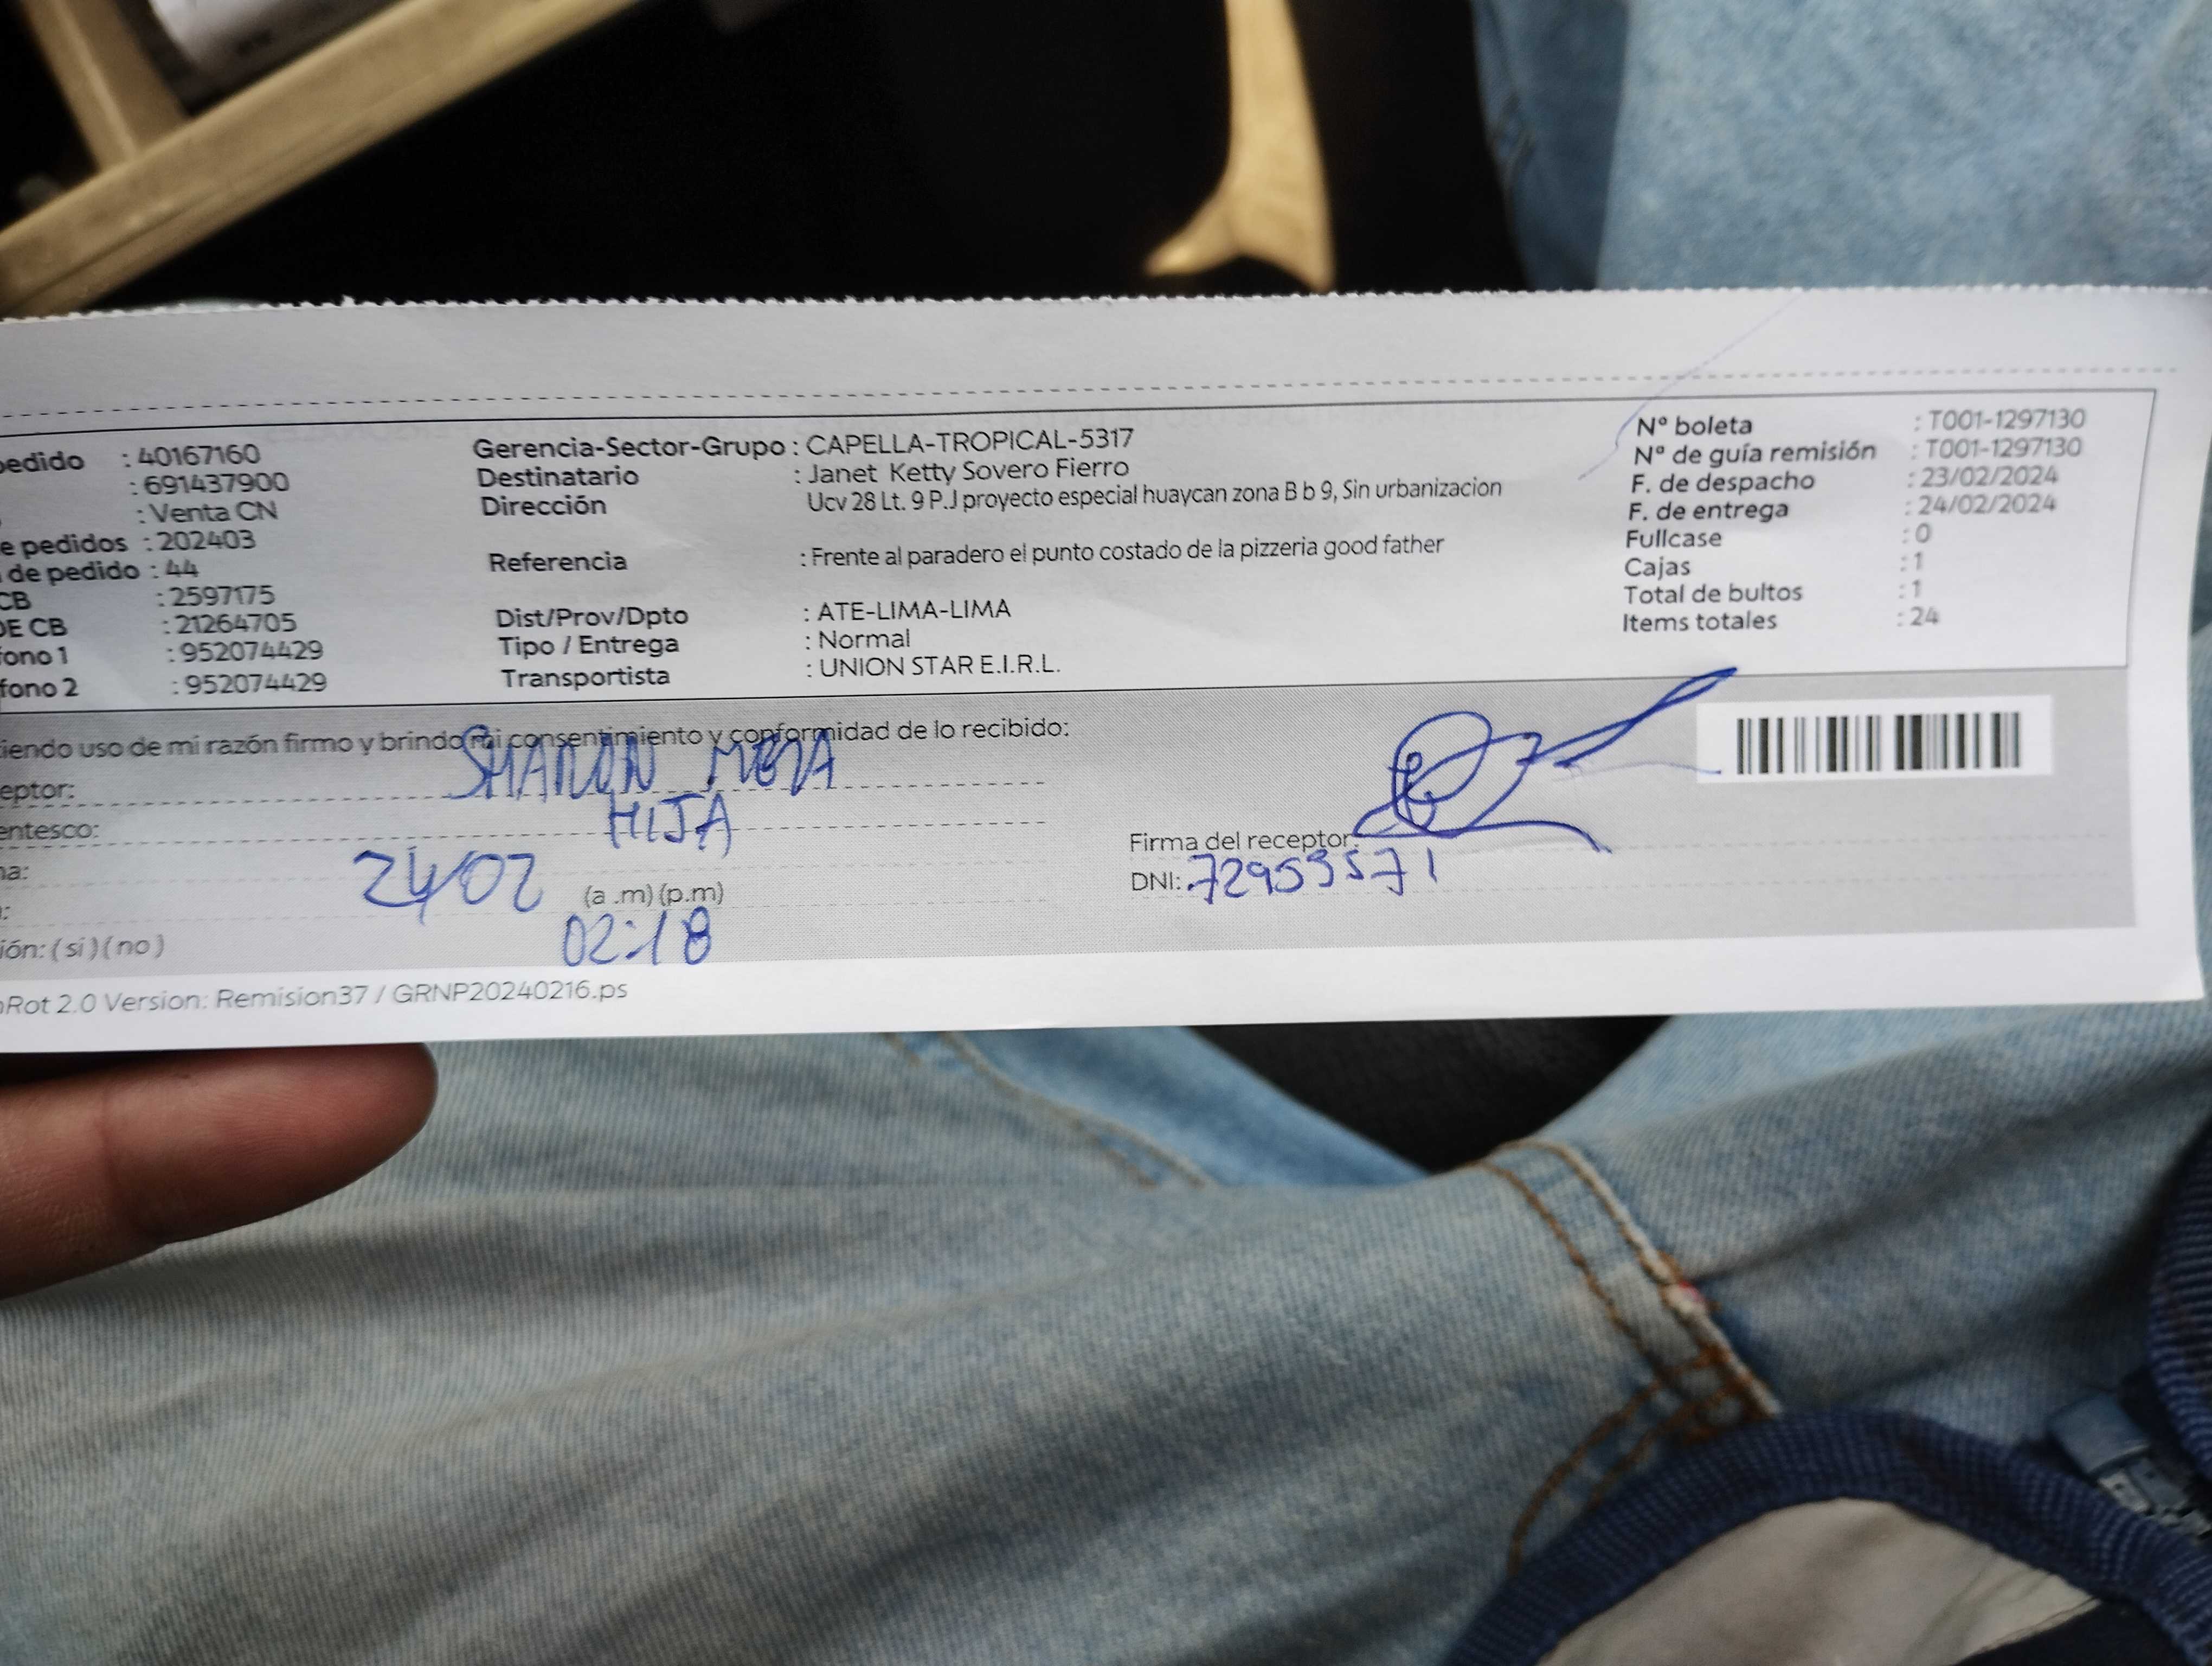 pedido : 40167160
: 691437900
: Venta CN
e pedidos : 202403
de pedido : 44
CB : 2597175
DE CB : 21264705
fono 1 : 952074429
fono 2 : 952074429
Gerencia-Sector-Grupo : CAPELLA-TROPICAL-5317
Destinatario : Janet Ketty Sovero Fierro
Dirección Ucv 28 Lt. 9 P.J proyecto especial huaycan zona B b 9, Sin urbanizacion
Referencia : Frente al paradero el punto costado de la pizzeria good father
Dist/Prov/Dpto : ATE-LIMA-LIMA
Tipo / Entrega : Normal
Transportista : UNION STAR E.I.R.L.
Nº boleta : T001-1297130
Nº de guía remisión : T001-1297130
F. de despacho : 23/02/2024
F. de entrega : 24/02/2024
Fullcase : 0
Cajas : 1
Total de bultos : 1
Items totales : 24
iendo uso de mi razón firmo y brindo mi consentimiento y conformidad de lo recibido:
eptor: SHARON
entesco: HIJA
na: 24/02
(a .m) (p.m)
02:18
ión: (si) (no)
Firma del receptor:
DNI: 72953571
Rot 2.0 Version: Remision37 / GRNP20240216.ps